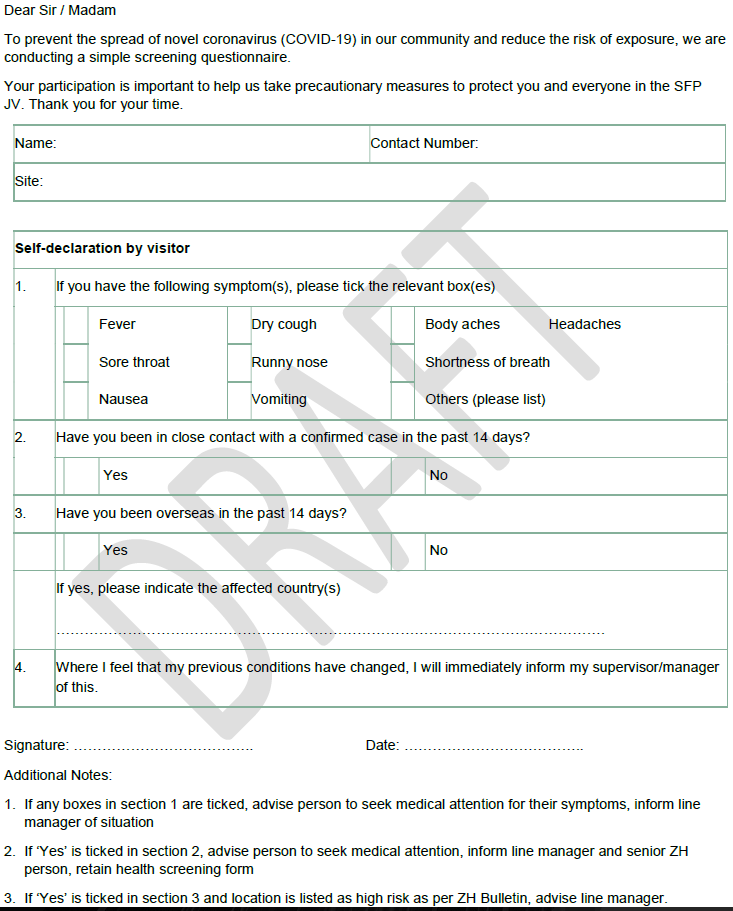 Dear Sir / Madam
To prevent the spread of novel coronavirus (COVID-19) in our community and reduce the risk of exposure, we are
conducting a simple screening questionnaire.
Your participation is important to help us take precautionary measures to protect you and everyone in the SFP
JV. Thank you for your time.
Name: Contact Number:
Site:
Self-declaration by visitor
1. If you have the following symptom(s), please tick the relevant box(es)
Fever Dry cough Body aches Headaches
Sore throat Runny nose Shortness of breath
Nausea Vomiting Others (please list)
2. Have you been in close contact with a confirmed case in the past 14 days?
Yes No
3. Have you been overseas in the past 14 days?
Yes No
If yes, please indicate the affected country(s)
……………………………………………………………………………………………………
4. Where I feel that my previous conditions have changed, I will immediately inform my supervisor/manager
of this.
Signature: ………………………………. Date: ……………………………….
Additional Notes:
1. If any boxes in section 1 are ticked, advise person to seek medical attention for their symptoms, inform line
manager of situation
2. If ‘Yes’ is ticked in section 2, advise person to seek medical attention, inform line manager and senior ZH
person, retain health screening form
3. If ‘Yes’ is ticked in section 3 and location is listed as high risk as per ZH Bulletin, advise line manager.
DRAFT